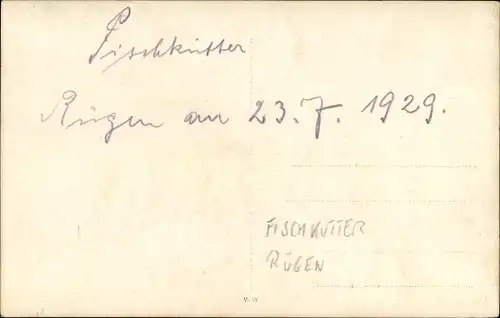 Fischkutter
Rügen am 23.7.1929.
FISCHKUTTER
RÜGEN